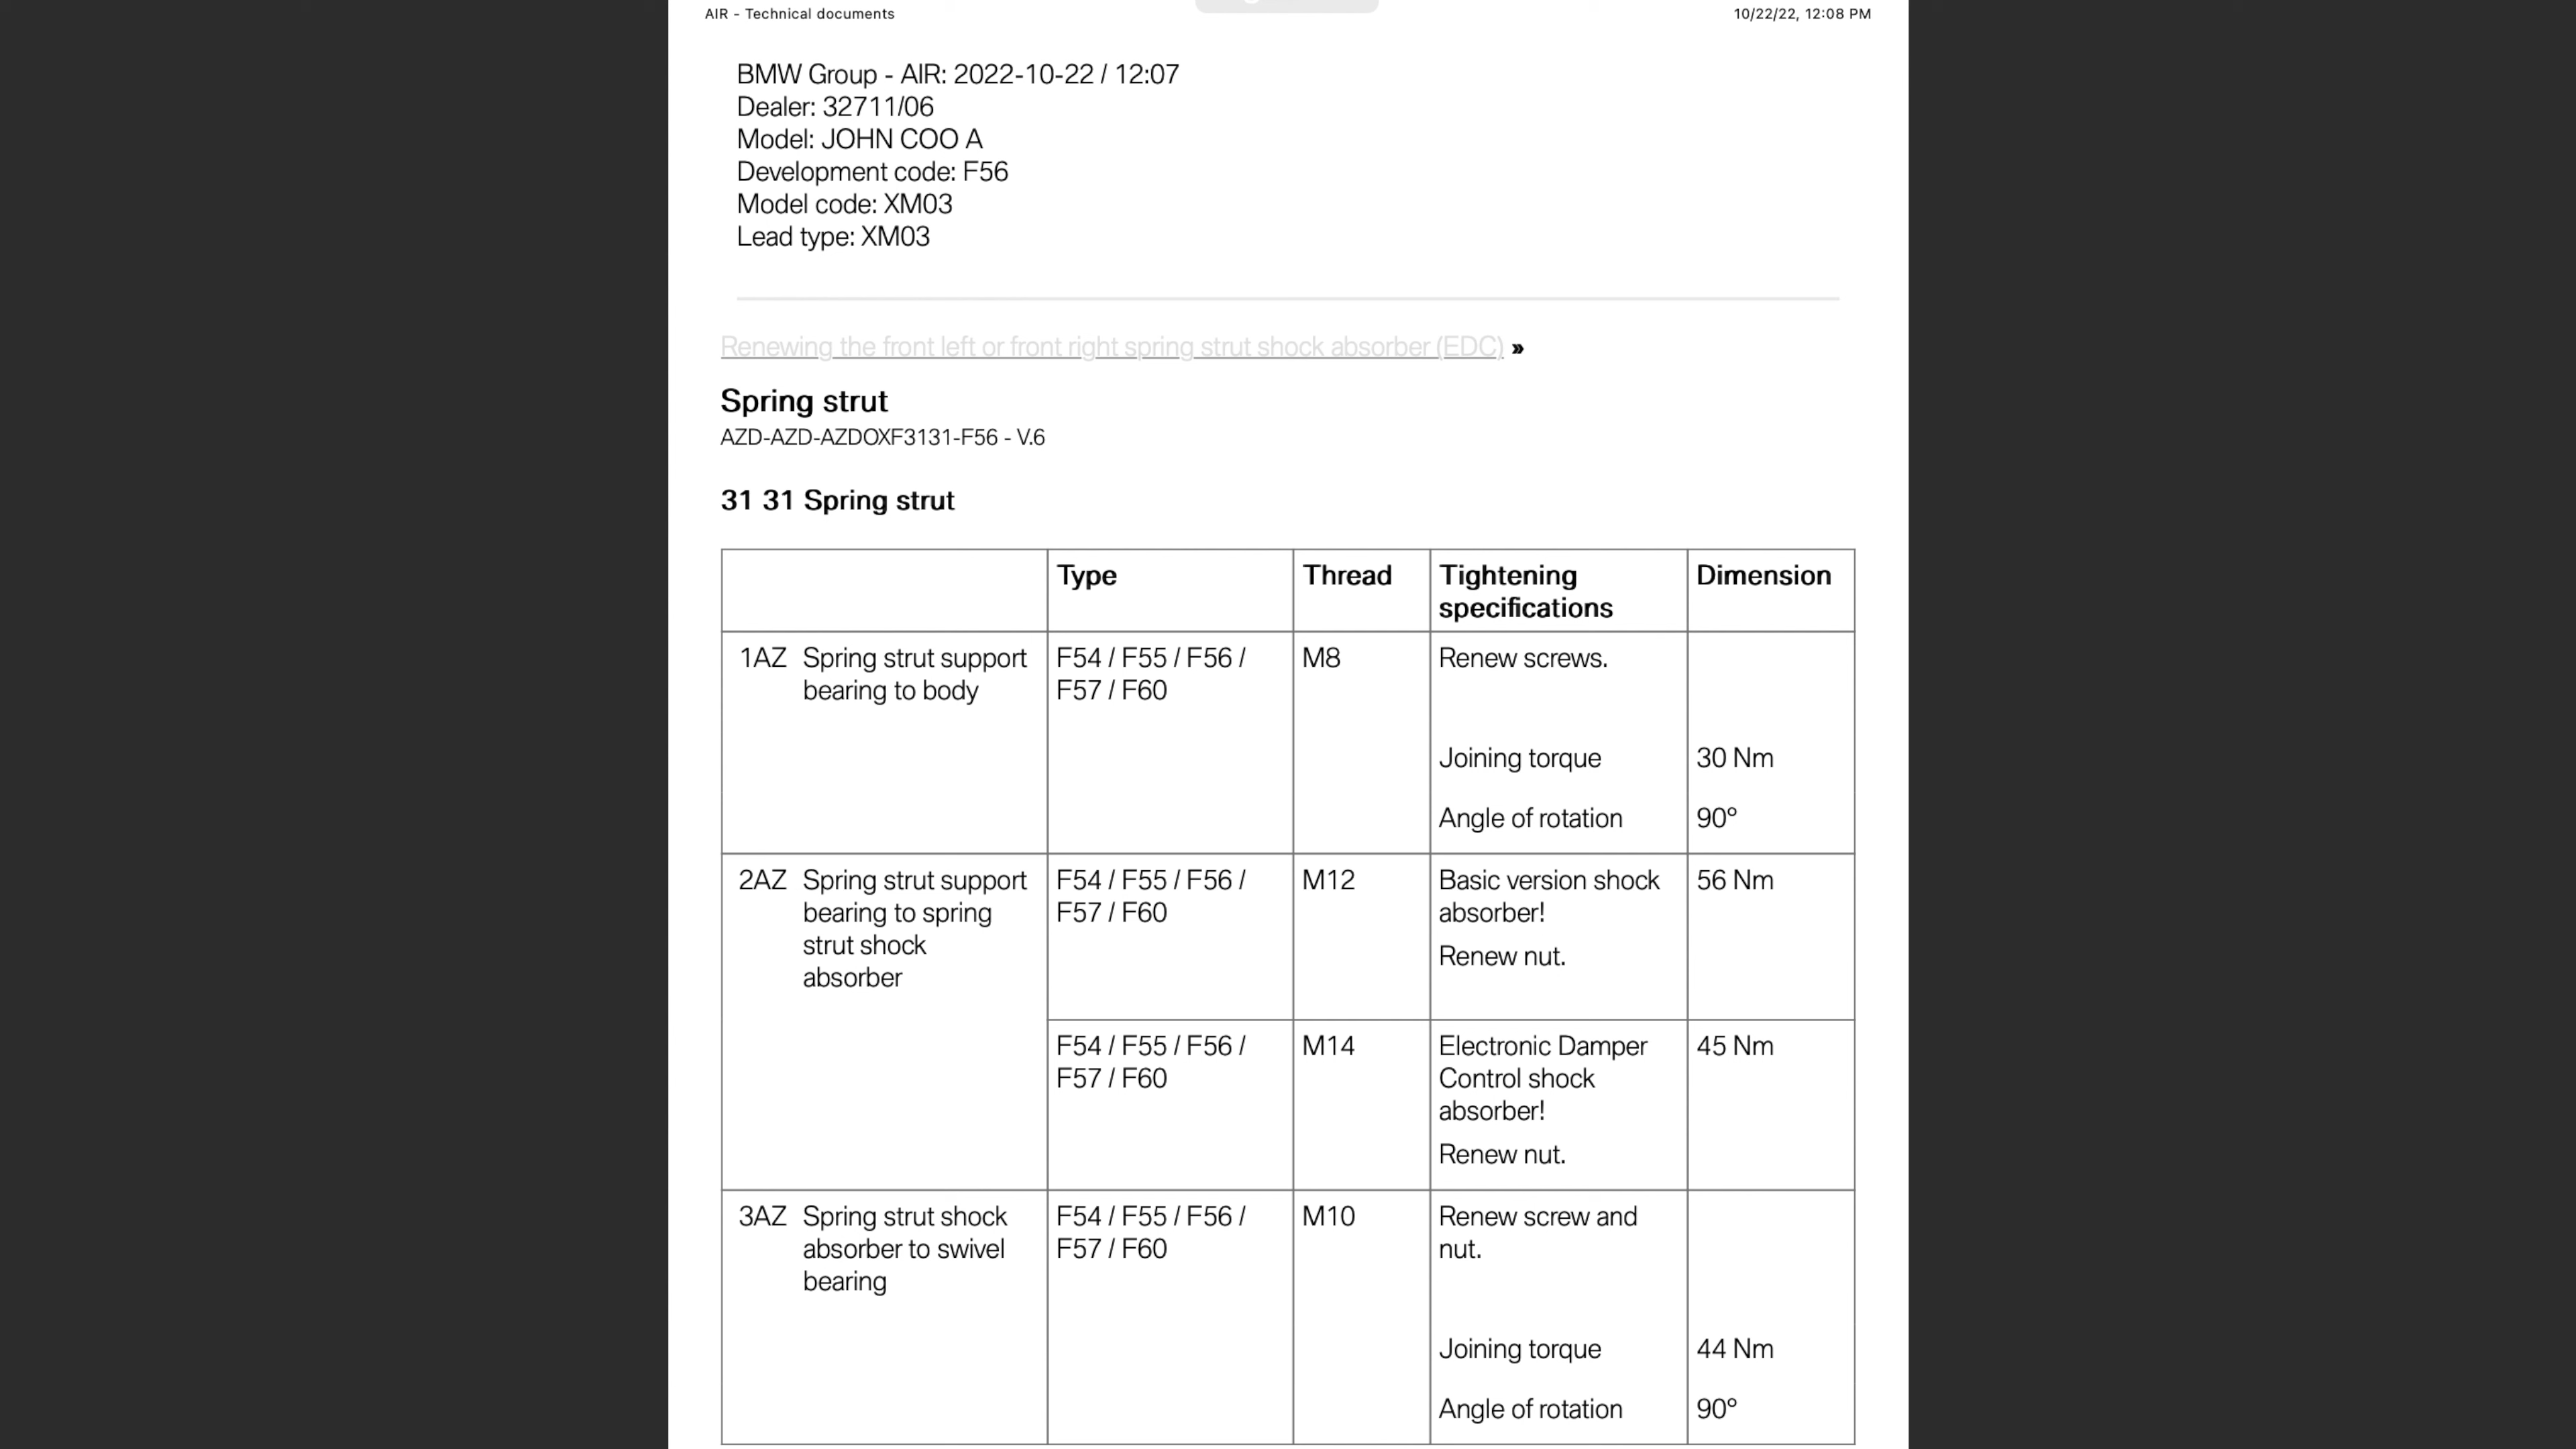 AIR - Technical documents
10/22/22, 12:08 PM
BMW Group - AIR: 2022-10-22 / 12:07
Dealer: 32711/06
Model: JOHN COO A
Development code: F56
Model code: XM03
Lead type: XM03
Renewing the front left or front right spring strut shock absorber (EDC) »
Spring strut
AZD-AZD-AZDOXF3131-F56 - V.6
31 31 Spring strut
Type
Thread
Tightening
specifications
Dimension
1AZ Spring strut support
bearing to body
F54 / F55 / F56 /
F57 / F60
M8
Renew screws.
Joining torque
30 Nm
Angle of rotation
90°
2AZ Spring strut support
bearing to spring
strut shock
absorber
F54 / F55 / F56 /
F57 / F60
M12
Basic version shock
absorber!
Renew nut.
56 Nm
F54 / F55 / F56 /
F57 / F60
M14
Electronic Damper
Control shock
absorber!
Renew nut.
45 Nm
3AZ Spring strut shock
absorber to swivel
bearing
F54 / F55 / F56 /
F57 / F60
M10
Renew screw and
nut.
Joining torque
44 Nm
Angle of rotation
90°